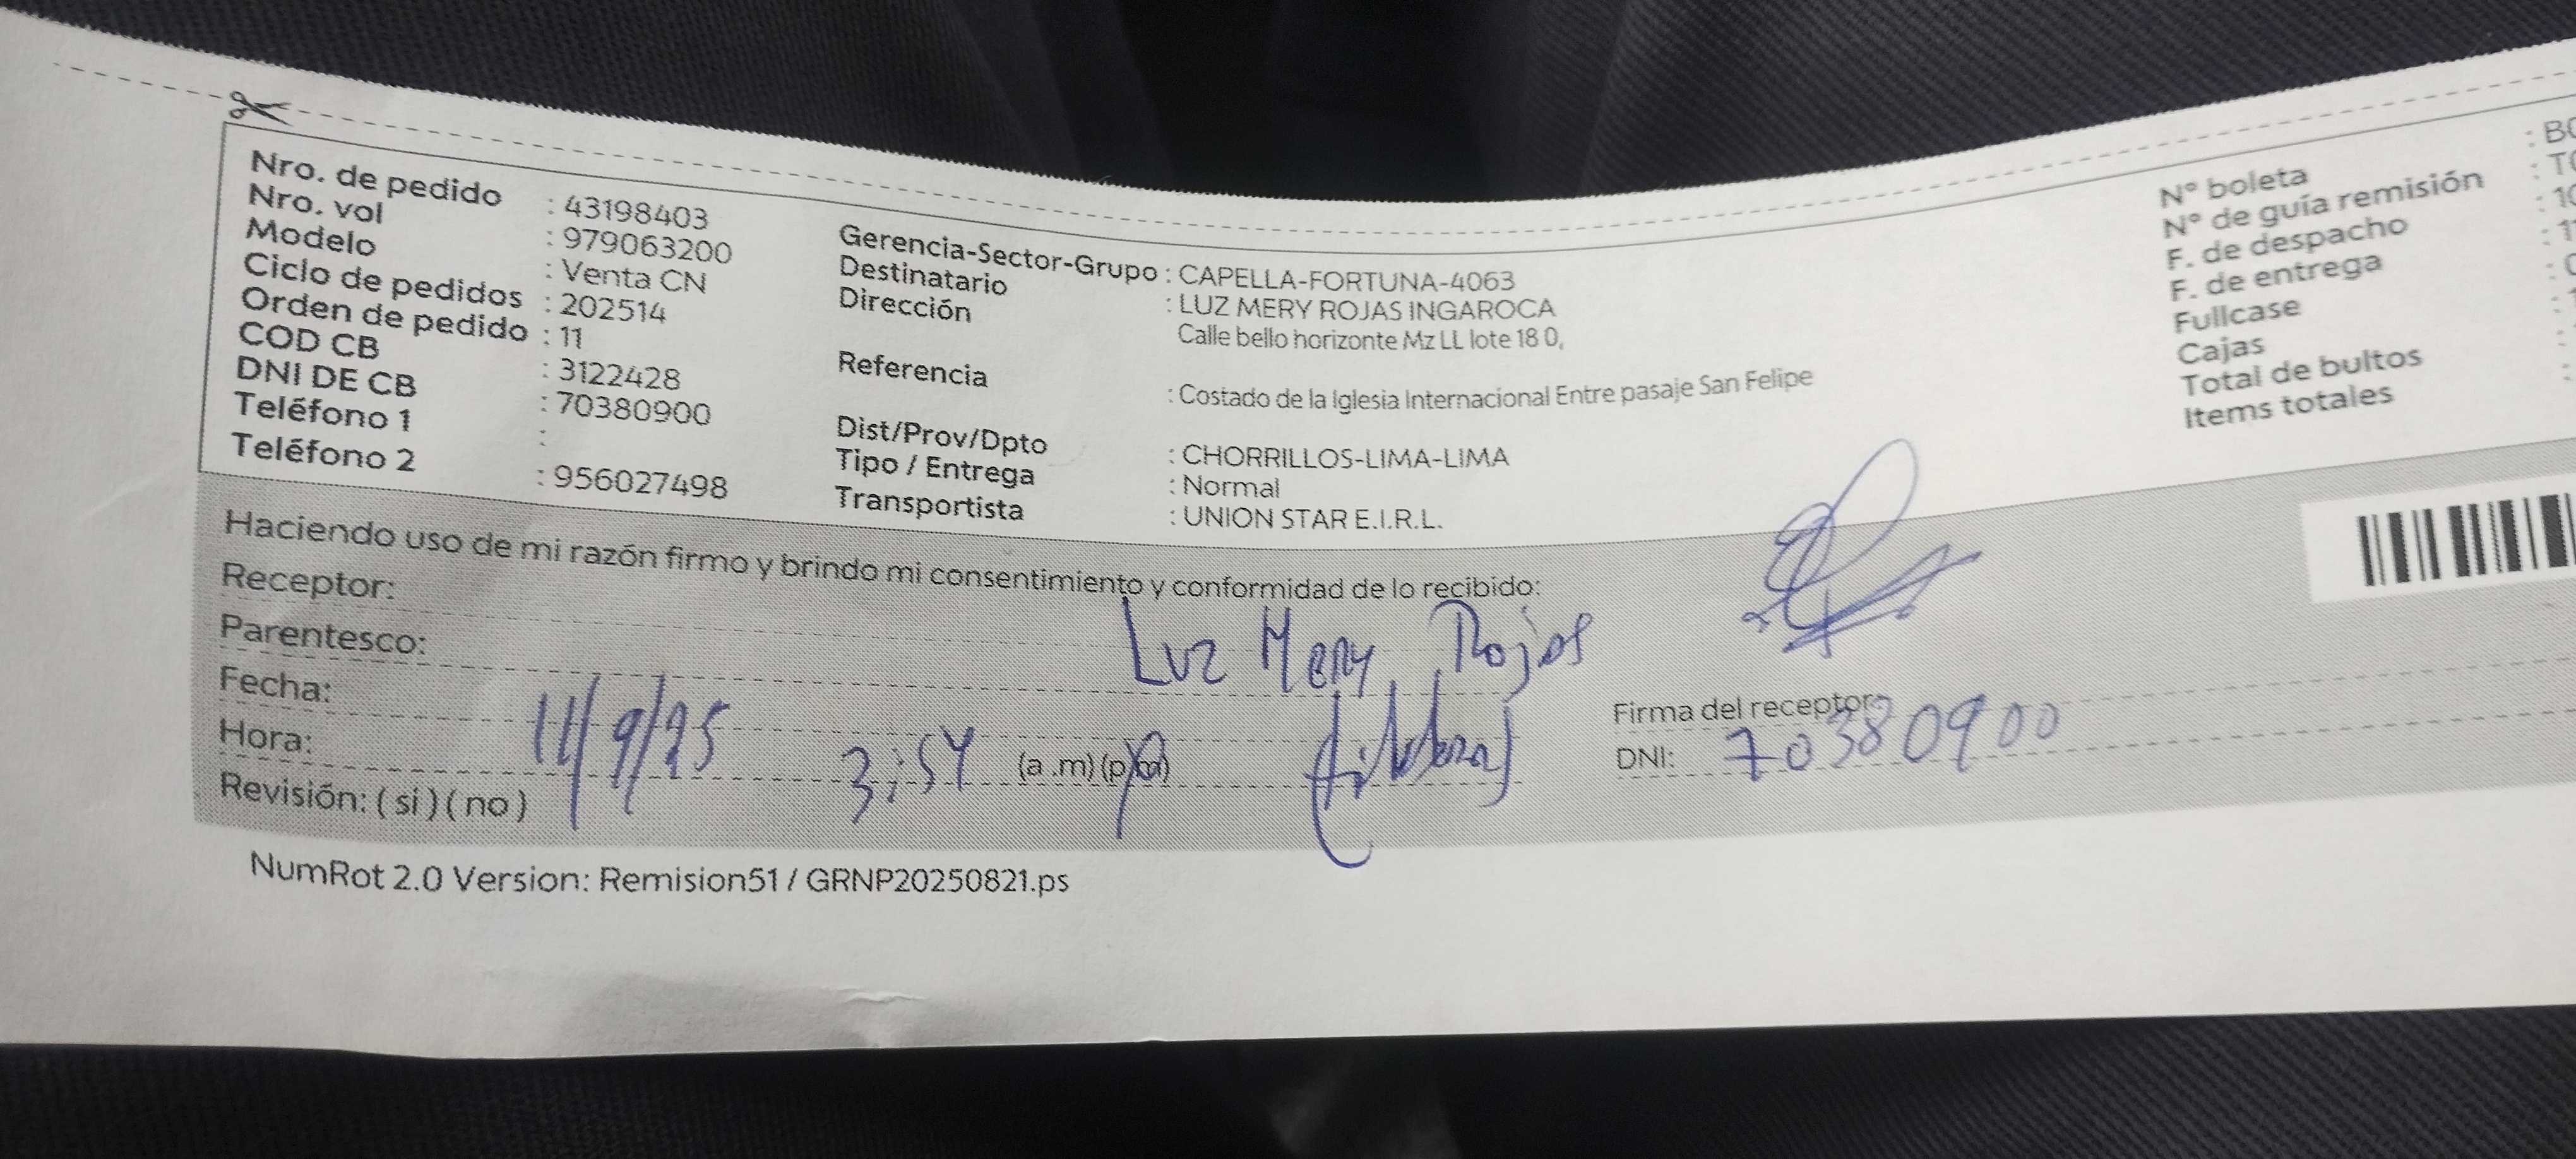 Nro. de pedido : 43198403
Nro. vol : 979063200
Modelo : Venta CN
Ciclo de pedidos : 202514
Orden de pedido : 11
COD CB : 3122428
DNI DE CB : 70380900
Teléfono 1 :
Teléfono 2 : 956027498
Gerencia-Sector-Grupo : CAPELLA-FORTUNA-4063
Destinatario : LUZ MERY ROJAS INGAROCA
Dirección Calle bello horizonte Mz LL lote 18 0,
Referencia : Costado de la Iglesia Internacional Entre pasaje San Felipe
Dist/Prov/Dpto : CHORRILLOS-LIMA-LIMA
Tipo / Entrega : Normal
Transportista : UNION STAR E.I.R.L.
N° boleta :
N° de guía remisión :
F. de despacho :
F. de entrega :
Fullcase :
Cajas :
Total de bultos :
Items totales :
Haciendo uso de mi razón firmo y brindo mi consentimiento y conformidad de lo recibido:
Receptor: Luz Mery Rojas
Parentesco:
Fecha: 11/9/25
Hora: 3:54 (a .m) (p.m)
Revisión: ( si ) ( no )
Firma del receptor
DNI: 70380900
NumRot 2.0 Version: Remision51 / GRNP20250821.ps